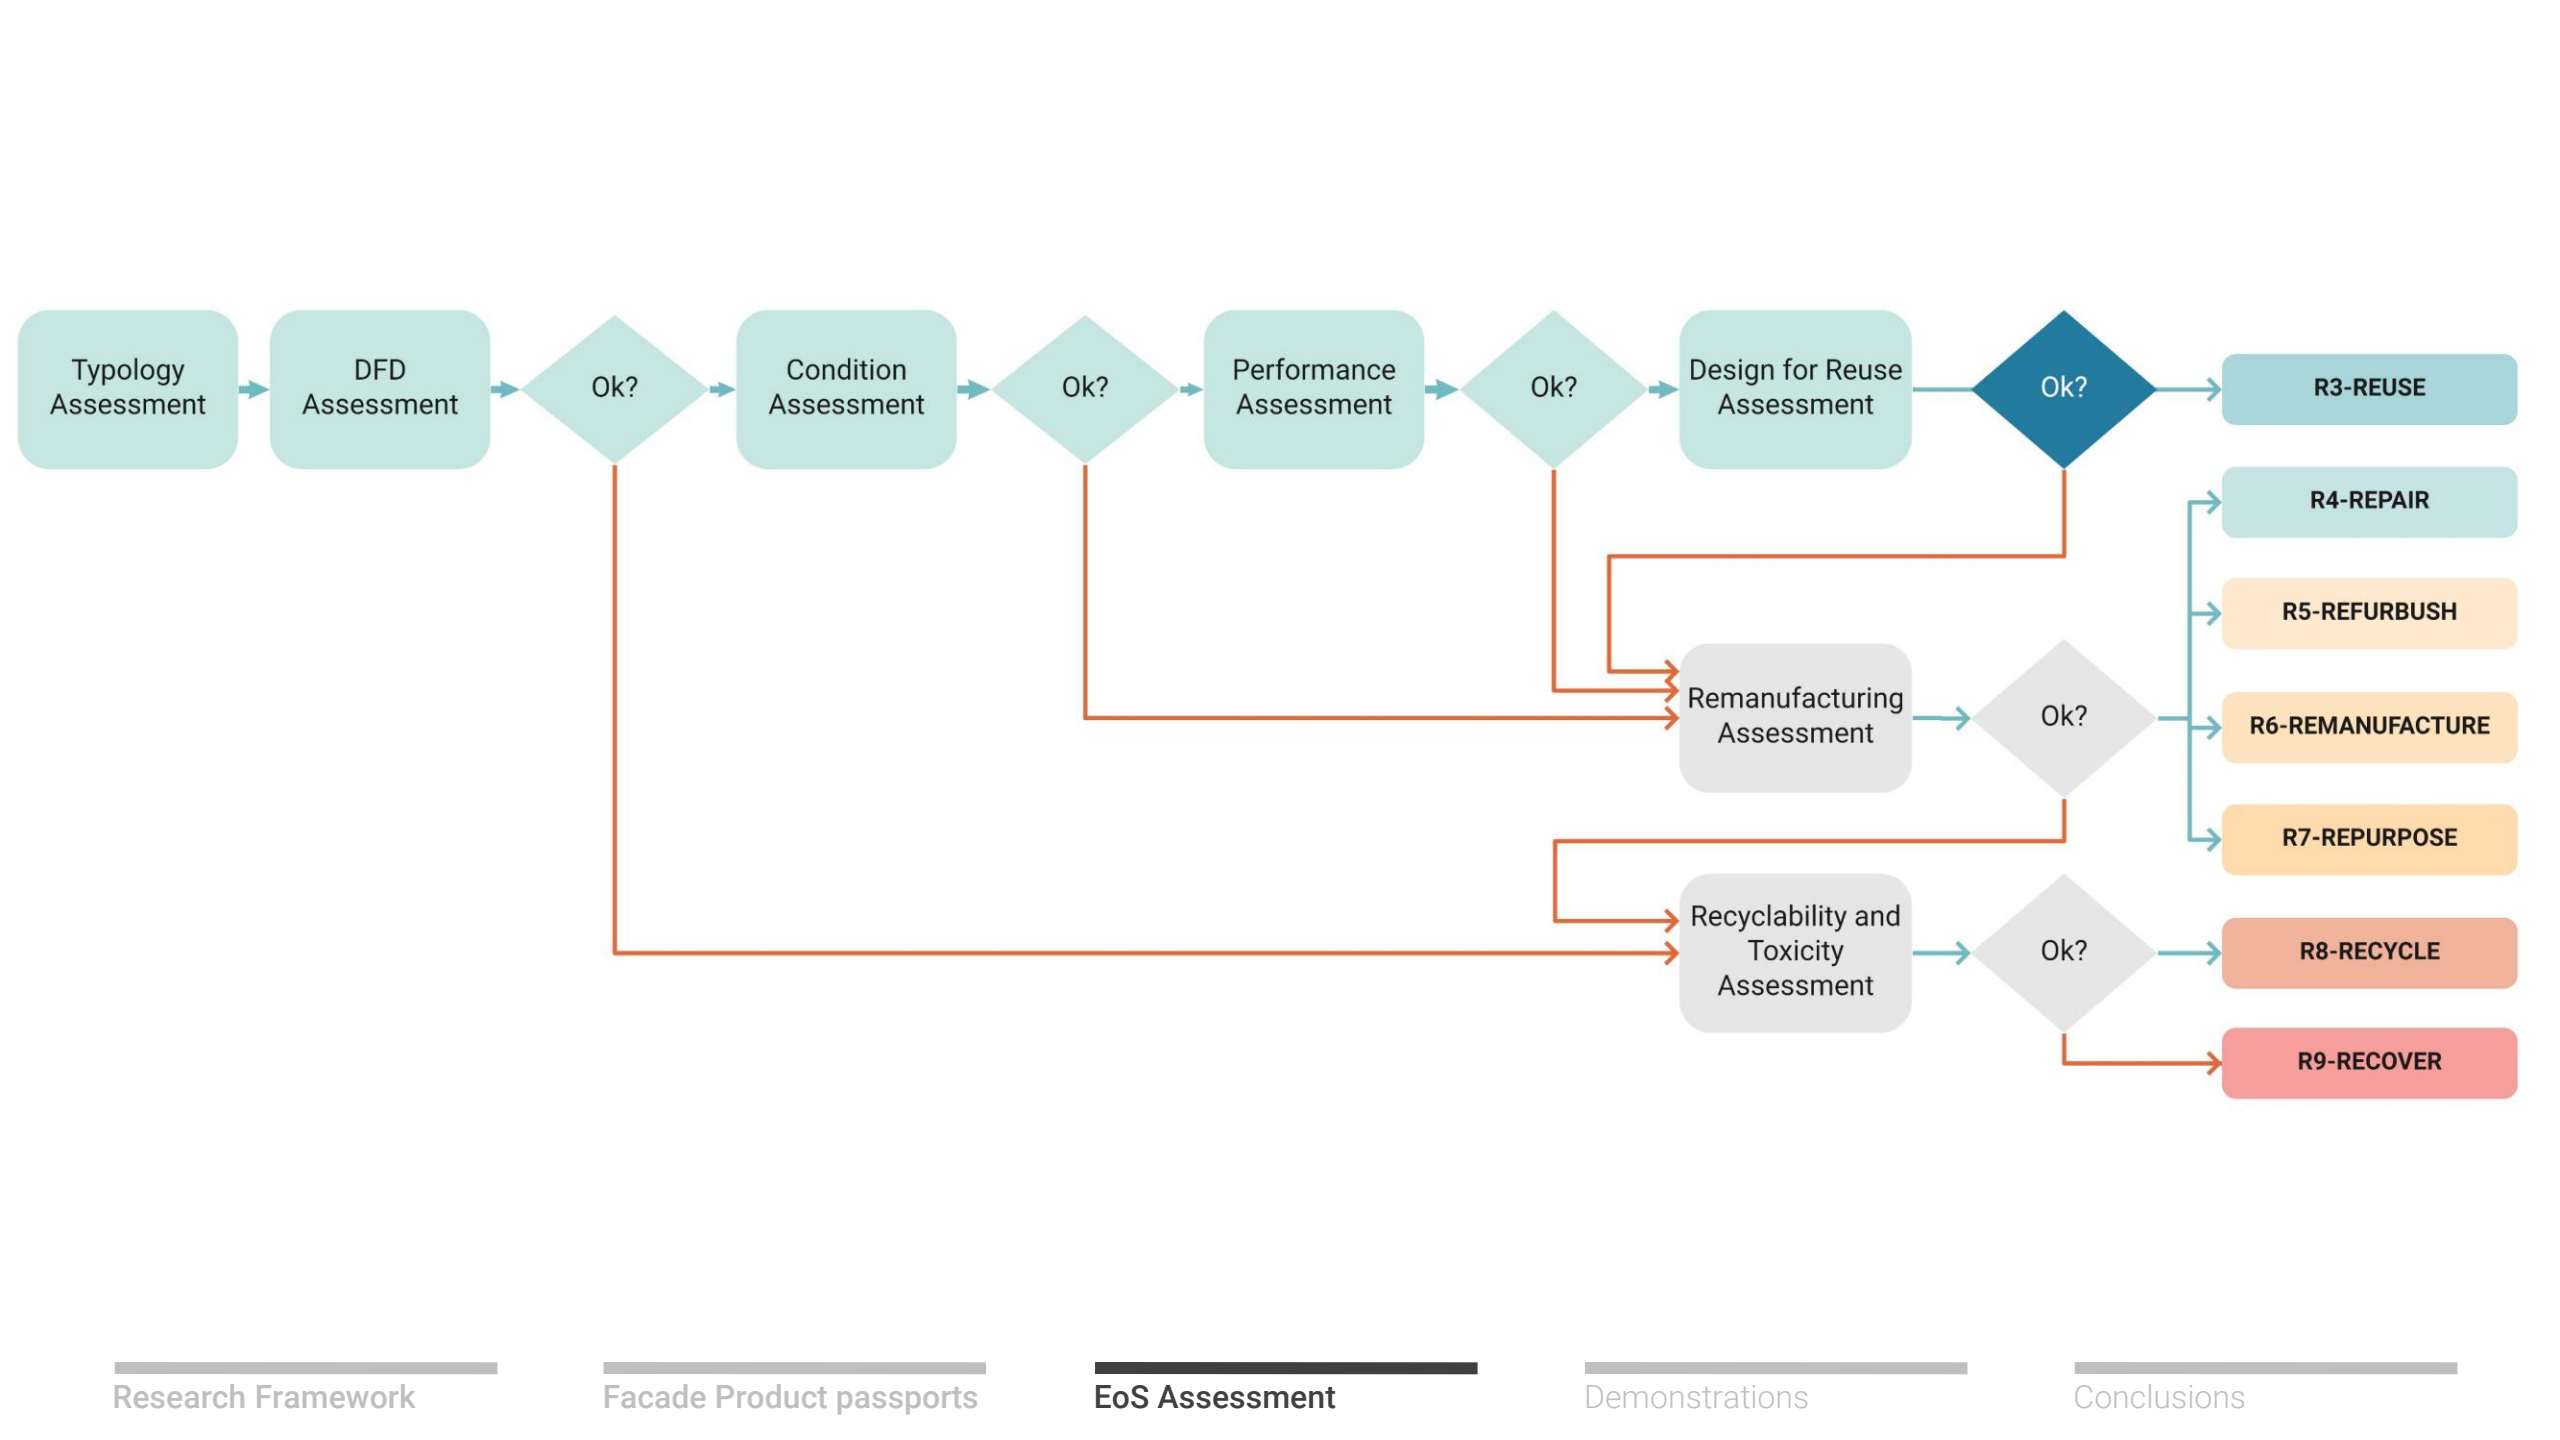 Typology
Assessment
DFD
Assessment
Ok?
Condition
Assessment
Ok?
Performance
Assessment
Ok?
Design for Reuse
Assessment
Ok?
R3-REUSE
R4-REPAIR
R5-REFURBUSH
Remanufacturing
Assessment
Ok?
R6-REMANUFACTURE
R7-REPURPOSE
Recyclability and
Toxicity
Assessment
Ok?
R8-RECYCLE
R9-RECOVER
Research Framework
Facade Product passports
EoS Assessment
Demonstrations
Conclusions